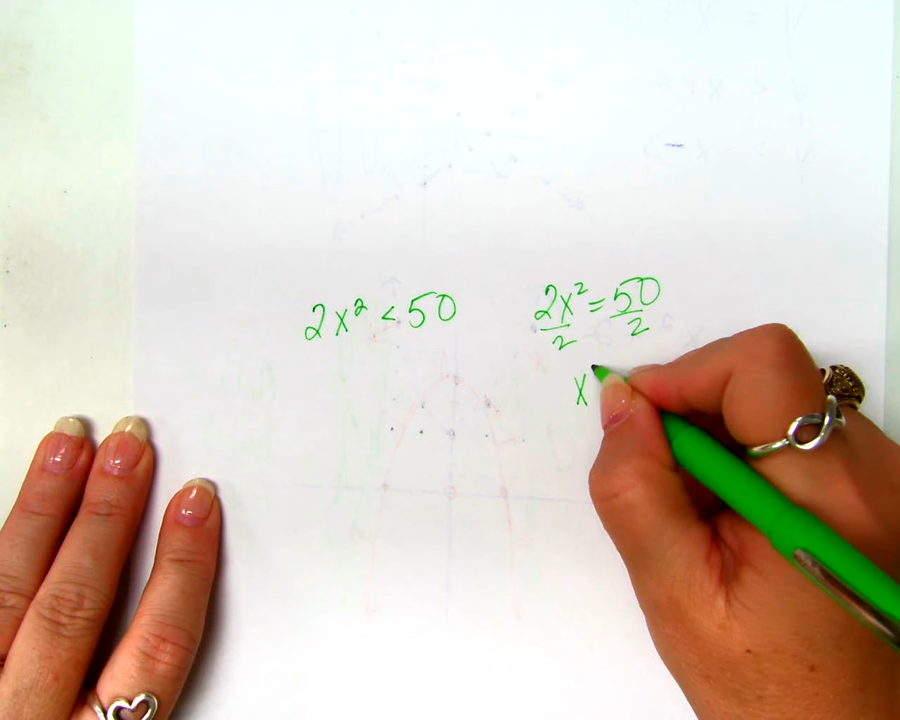 2x² < 50
2x² = 50
2 2
x